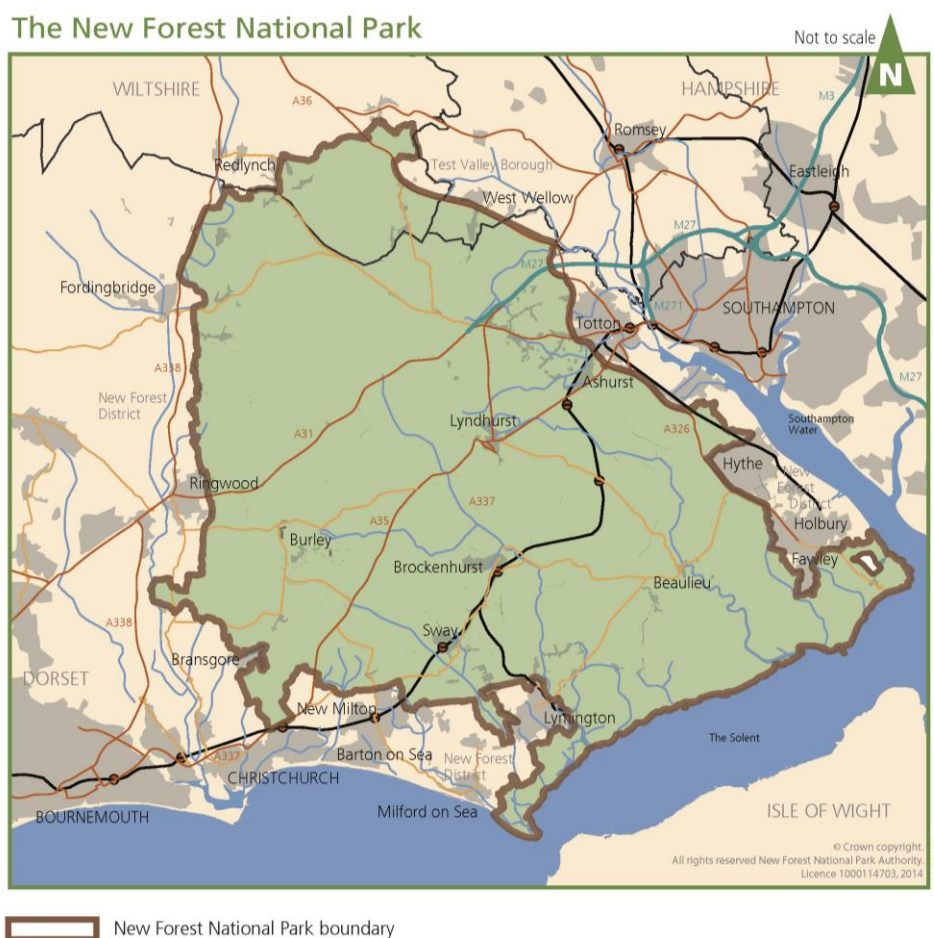 The New Forest National Park
Not to scale
N
WILTSHIRE
HAMPSHIRE
A36
M3
Romsey
Redlynch
Test Valley Borough
Eastleigh
West Wellow
M27
M27
Fordingbridge
M271
SOUTHAMPTON
Totton
A338
Ashurst
M27
New Forest
District
Lyndhurst
Southampton
Water
A31
A326
Hythe
Ringwood
New
Forest
District
A337
A35
Holbury
Burley
Brockenhurst
Fawley
Beaulieu
A338
Sway
Bransgore
DORSET
New Milton
Lymington
The Solent
A337
Barton on Sea
New Forest
District
CHRISTCHURCH
BOURNEMOUTH
Milford on Sea
ISLE OF WIGHT
© Crown copyright.
All rights reserved New Forest National Park Authority.
Licence 1000114703, 2014
New Forest National Park boundary